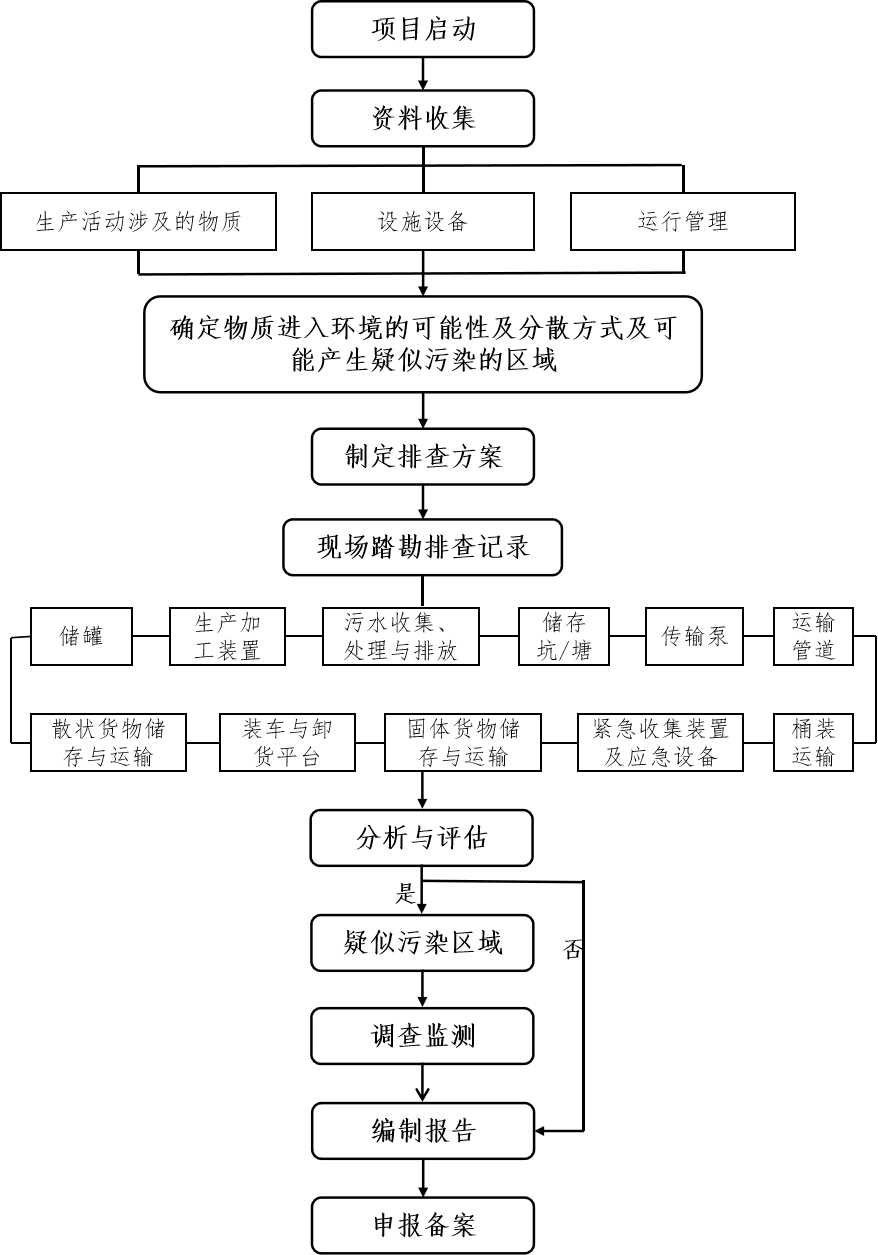 项目启动
资料收集
生产活动涉及的物质
设施设备
运行管理
确定物质进入环境的可能性及分散方式及可
能产生疑似污染的区域
制定排查方案
现场踏勘排查记录
储罐
生产加
工装置
污水收集、
处理与排放
储存
坑/塘
传输泵
运输
管道
散状货物储
存与运输
装车与卸
货平台
固体货物储
存与运输
紧急收集装置
及应急设备
桶装
运输
分析与评估
是
疑似污染区域
否
调查监测
编制报告
申报备案